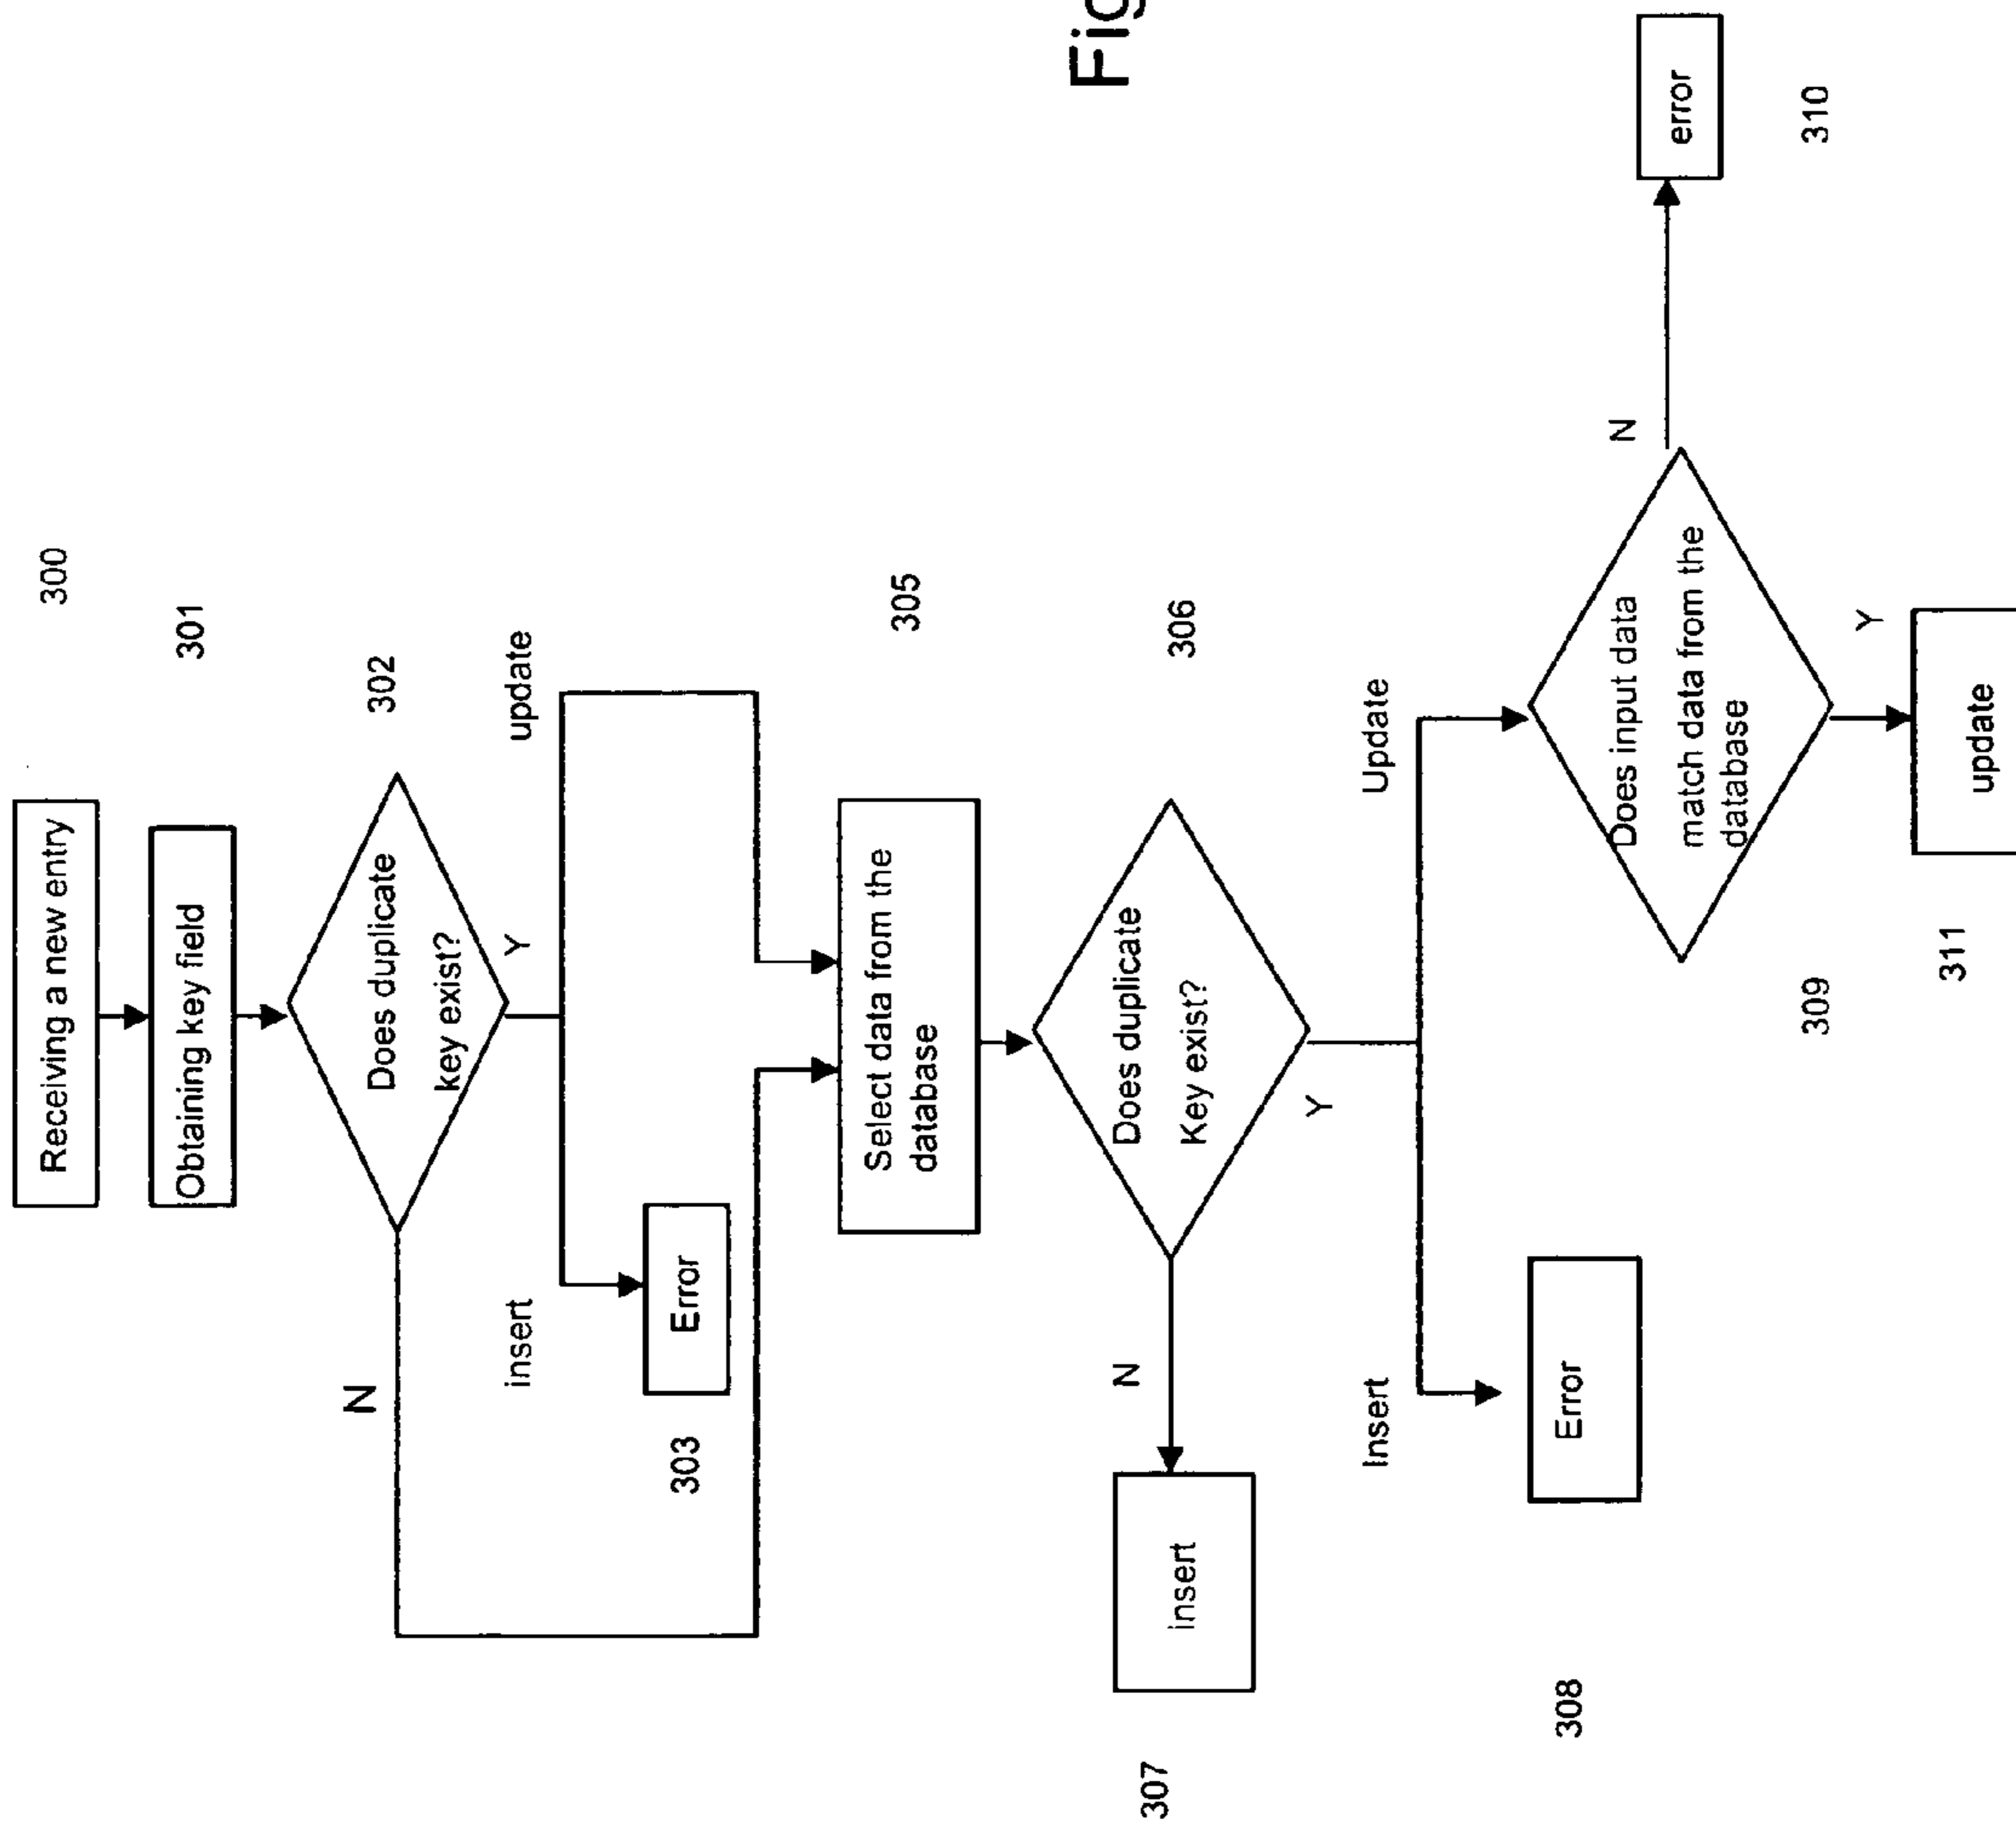 300
Receiving a new entry
301
Obtaining key field
302
Does duplicate
key exist?
N
Y
insert
update
303
Error
305
Select data from the
database
306
Does duplicate
Key exist?
N
Y
307
insert
Insert
Update
308
Error
309
Does input data
match data from the
database
N
310
error
Y
311
update
Fig